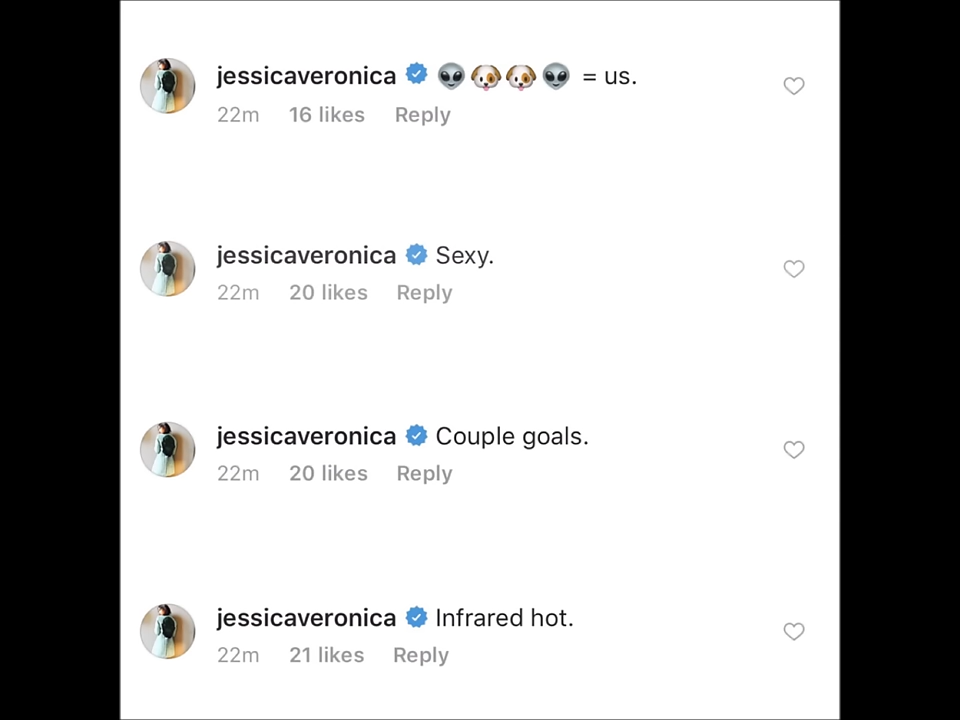 jessicaveronica 👽🐶🐶👽 = us.
22m 16 likes Reply
jessicaveronica Sexy.
22m 20 likes Reply
jessicaveronica Couple goals.
22m 20 likes Reply
jessicaveronica Infrared hot.
22m 21 likes Reply